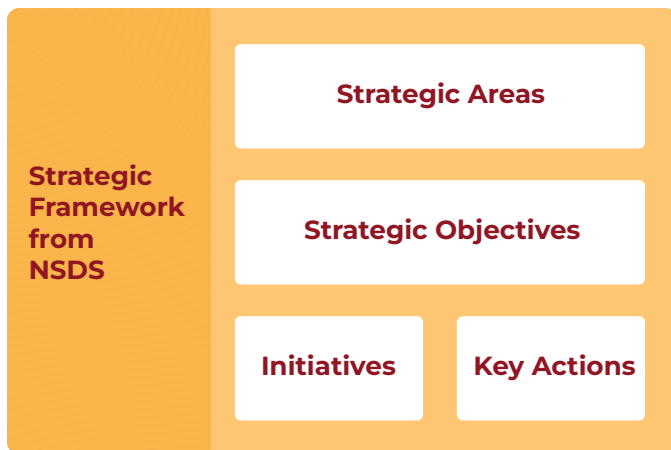 Strategic Areas
Strategic
Framework
from
NSDS
Strategic Objectives
Initiatives
Key Actions